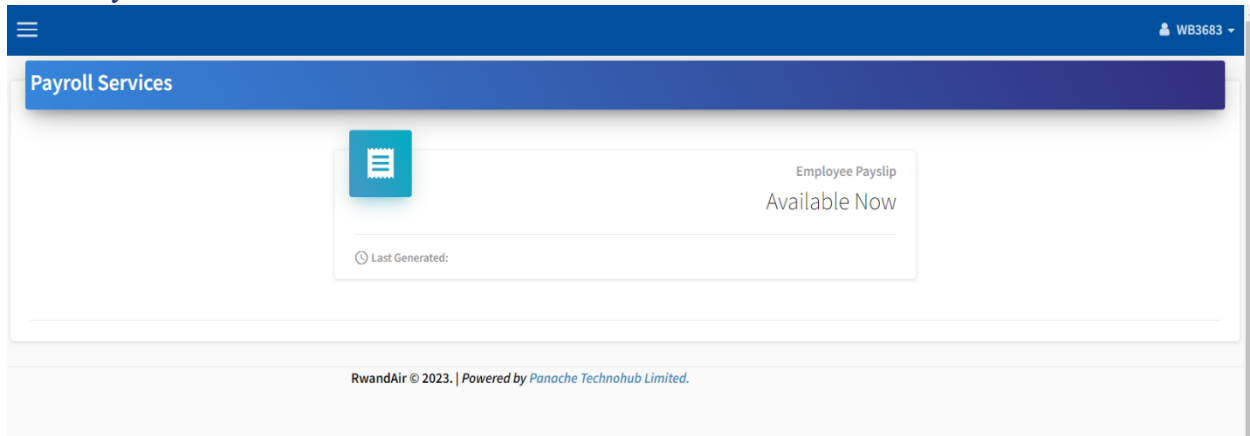 WB3683
Payroll Services
Employee Payslip
Available Now
Last Generated:
RwandAir © 2023. | Powered by Panache Technohub Limited.